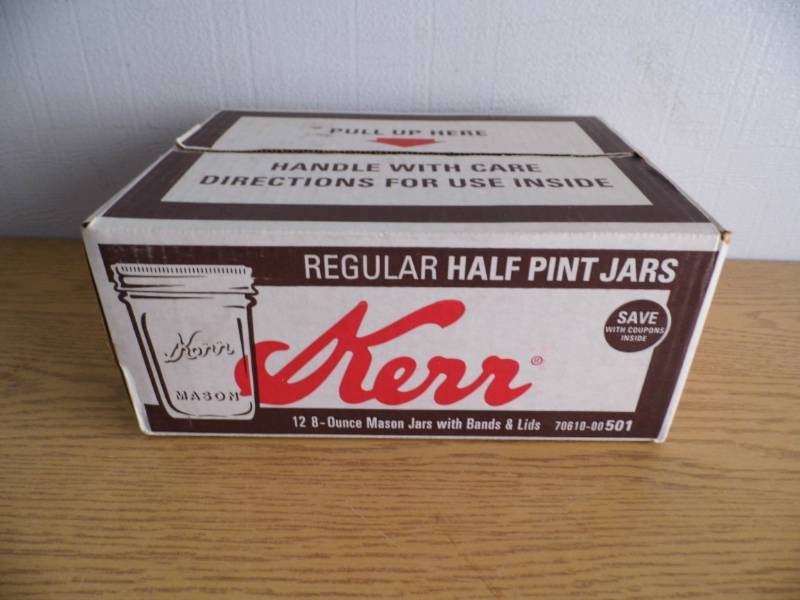 PULL UP HERE
HANDLE WITH CARE
DIRECTIONS FOR USE INSIDE
REGULAR HALF PINT JARS
Kerr
MASON
Kerr®
SAVE
WITH COUPONS
INSIDE
12 8-Ounce Mason Jars with Bands & Lids 70610-00501